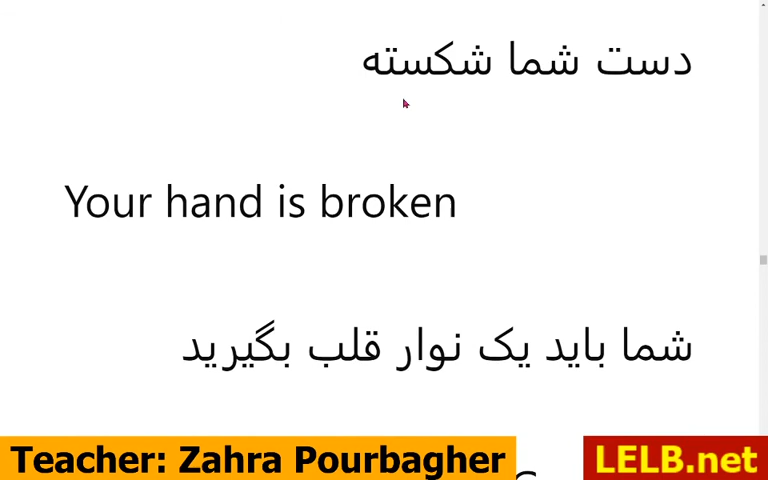 دست شما شکسته
Your hand is broken
شما باید یک نوار قلب بگیرید
Teacher: Zahra Pourbagher
LELB.net